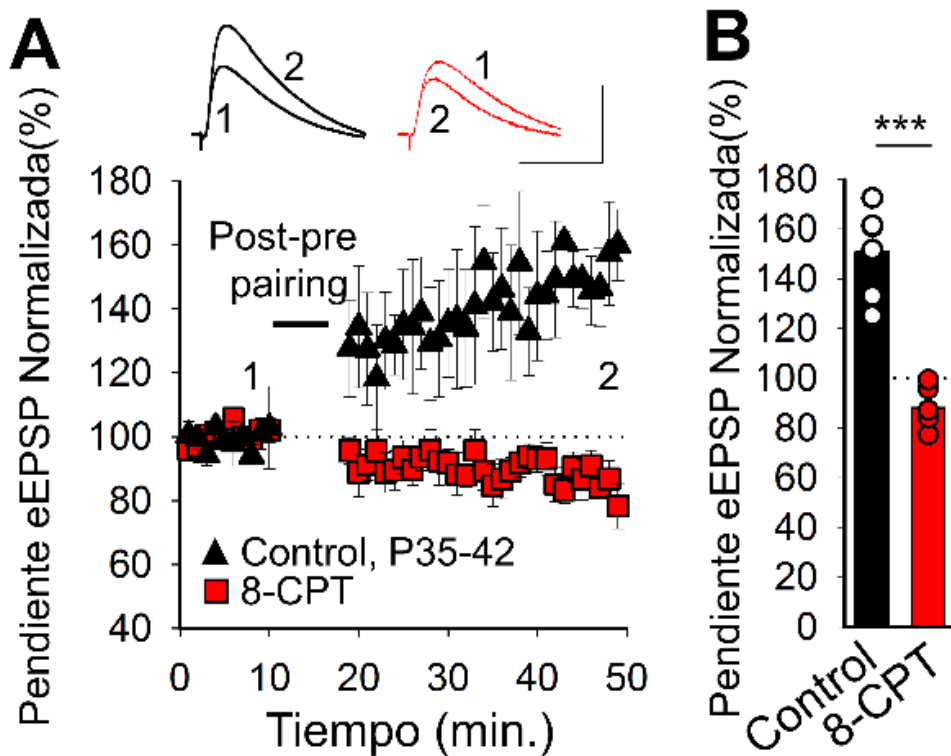 A
B
2
1
1
2
Pendiente eEPSP Normalizada(%)
180
160
140
120
100
80
60
40
Post-pre
pairing
1
2
Control, P35-42
8-CPT
0
10
20
30
40
50
Tiempo (min.)
Pendiente eEPSP Normalizada(%)
***
180
160
140
120
100
80
60
40
20
0
100
Control
8-CPT